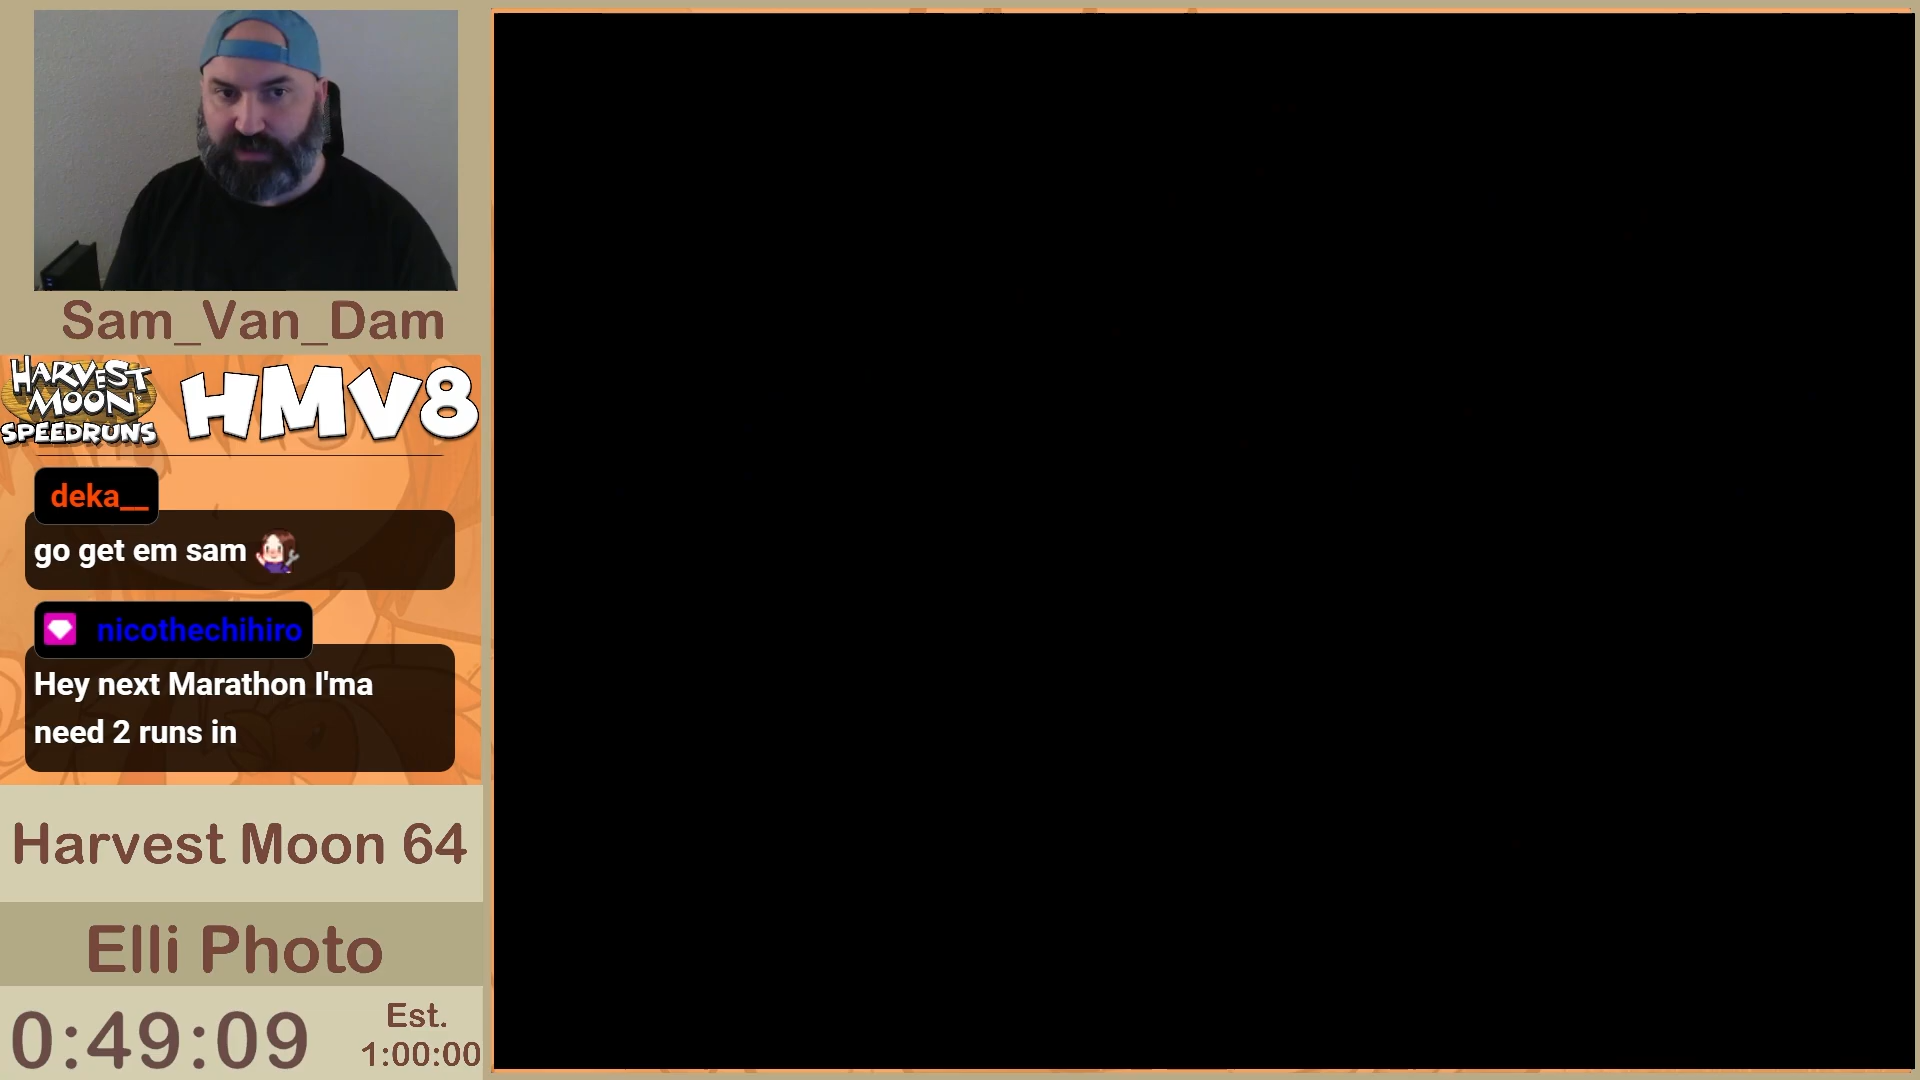 Sam_Van_Dam
HARVEST
MOON
SPEEDRUNS
HMV8
deka__
go get em sam
nicothechihiro
Hey next Marathon I'ma
need 2 runs in
Harvest Moon 64
Elli Photo
0:49:09
Est.
1:00:00